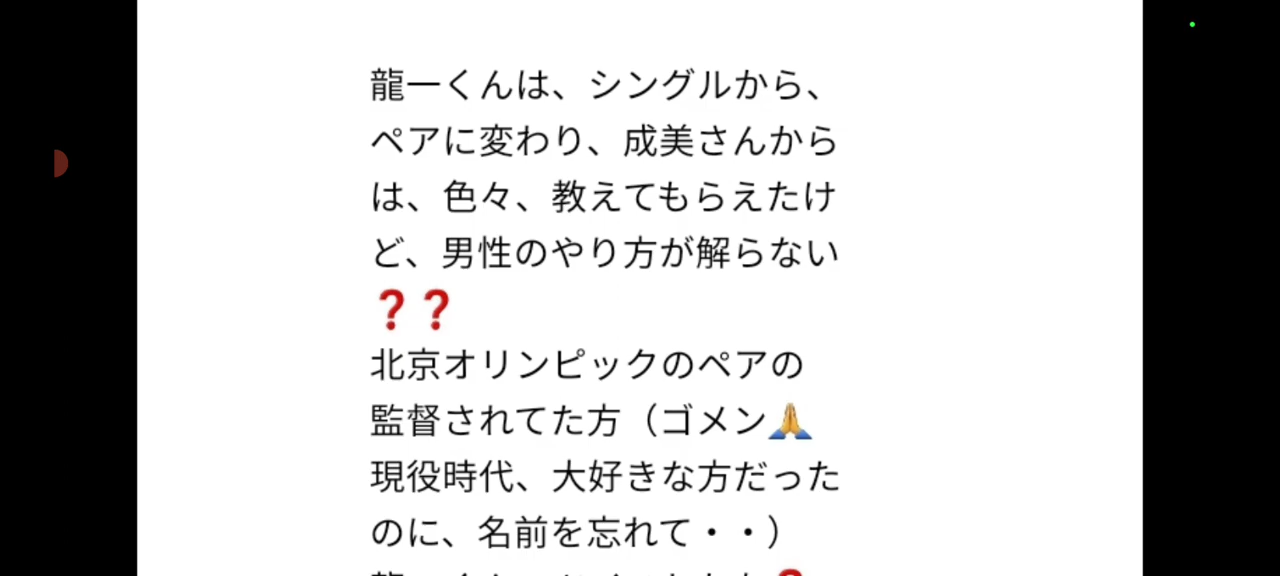 龍一くんは、シングルから、
ペアに変わり、成美さんから
は、色々、教えてもらえたけ
ど、男性のやり方が解らない
❓❓
北京オリンピックのペアの
監督されてた方（ゴメン🙏
現役時代、大好きな方だった
のに、名前を忘れて・・）